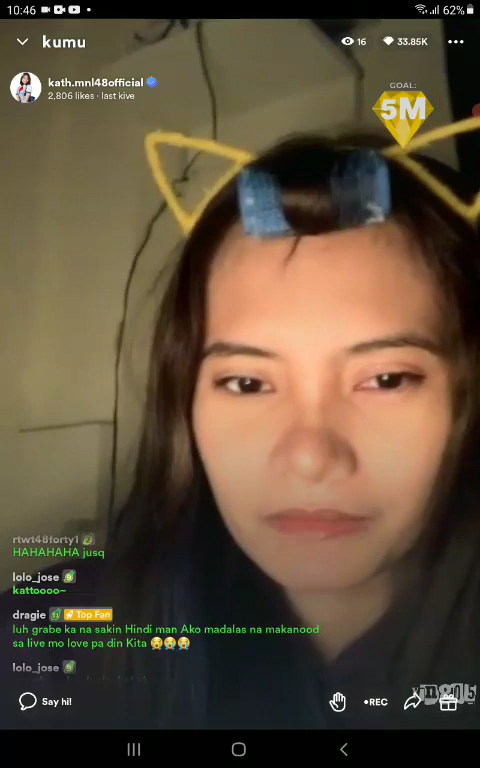 10:46
62%
kumu
16
33.85K
kath.mnl48official
2,806 likes · last kive
GOAL:
5M
rtwt48forty1
HAHAHAHA jusq
lolo_jose
kattoooo~
dragie Top Fan
luh grabe ka na sakin Hindi man Ako madalas na makanood
sa live mo love pa din Kita 😭😭😭
lolo_jose
Say hi!
•REC